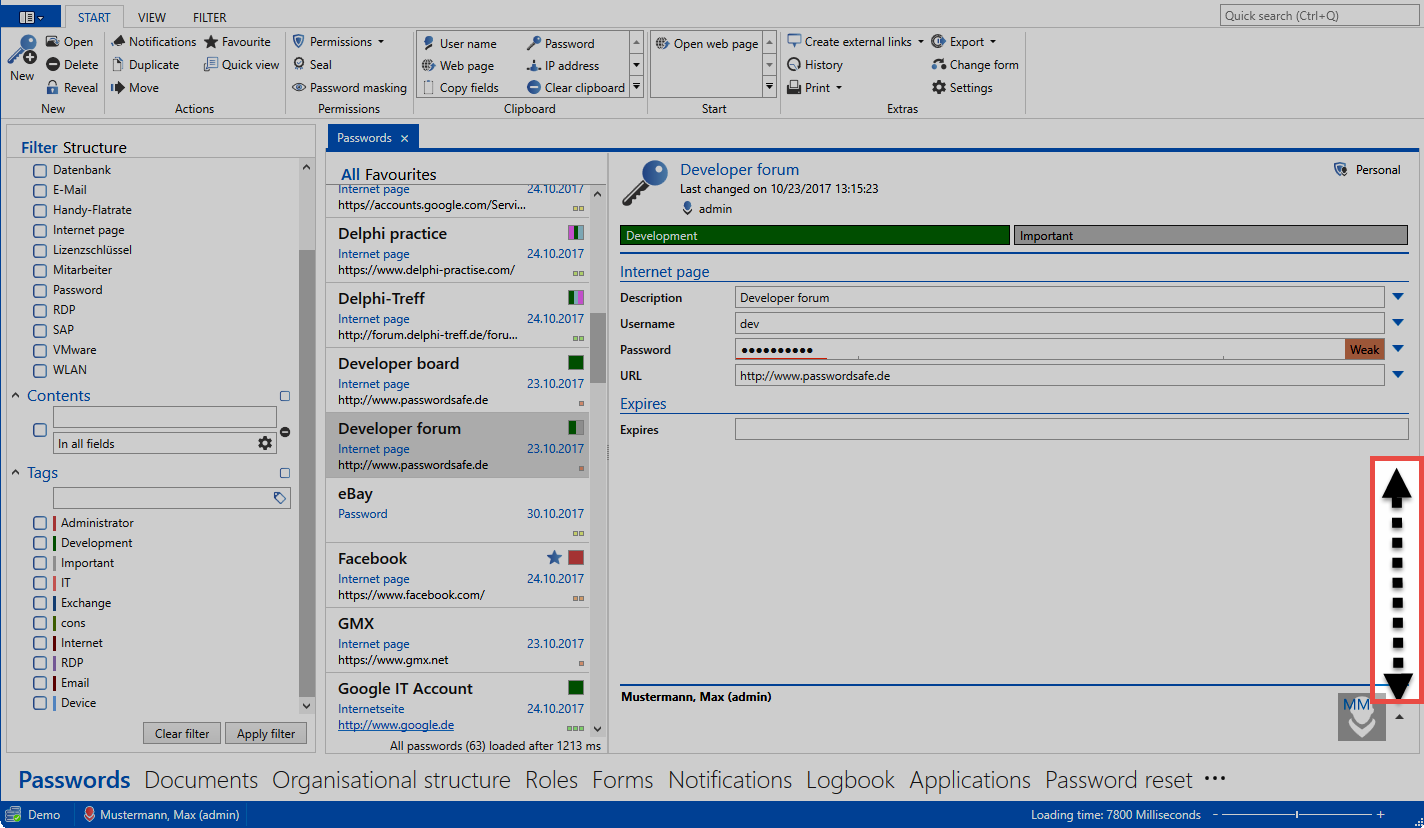 START VIEW FILTER
Quick search (Ctrl+Q)
New
Open
Delete
Reveal
New
Notifications
Favourite
Duplicate
Quick view
Move
Actions
Permissions
Seal
Password masking
Permissions
User name
Password
Web page
IP address
Copy fields
Clear clipboard
Clipboard
Open web page
Start
Create external links
Export
History
Change form
Print
Settings
Extras
Filter Structure
Datenbank
E-Mail
Handy-Flatrate
Internet page
Lizenzschlüssel
Mitarbeiter
Password
RDP
SAP
VMware
WLAN
Contents
In all fields
Tags
Administrator
Development
Important
IT
Exchange
cons
Internet
RDP
Email
Device
Clear filter Apply filter
Passwords
All Favourites
Internet page 24.10.2017
https://accounts.google.com/Servi...
Delphi practice
Internet page 24.10.2017
https://www.delphi-practise.com/
Delphi-Treff
Internet page 24.10.2017
http://forum.delphi-treff.de/foru...
Developer board
Internet page 23.10.2017
http://www.passwordsafe.de
Developer forum
Internet page 23.10.2017
http://www.passwordsafe.de
eBay
Password 30.10.2017
Facebook
Internet page 24.10.2017
https://www.facebook.com/
GMX
Internet page 23.10.2017
https://www.gmx.net
Google IT Account
Internetseite 24.10.2017
http://www.google.de
All passwords (63) loaded after 1213 ms
Developer forum
Personal
Last changed on 10/23/2017 13:15:23
admin
Development Important
Internet page
Description Developer forum
Username dev
Password ●●●●●●●●●● Weak
URL http://www.passwordsafe.de
Expires
Expires
Mustermann, Max (admin)
MM
Passwords Documents Organisational structure Roles Forms Notifications Logbook Applications Password reset ···
Demo Mustermann, Max (admin) Loading time: 7800 Milliseconds − +